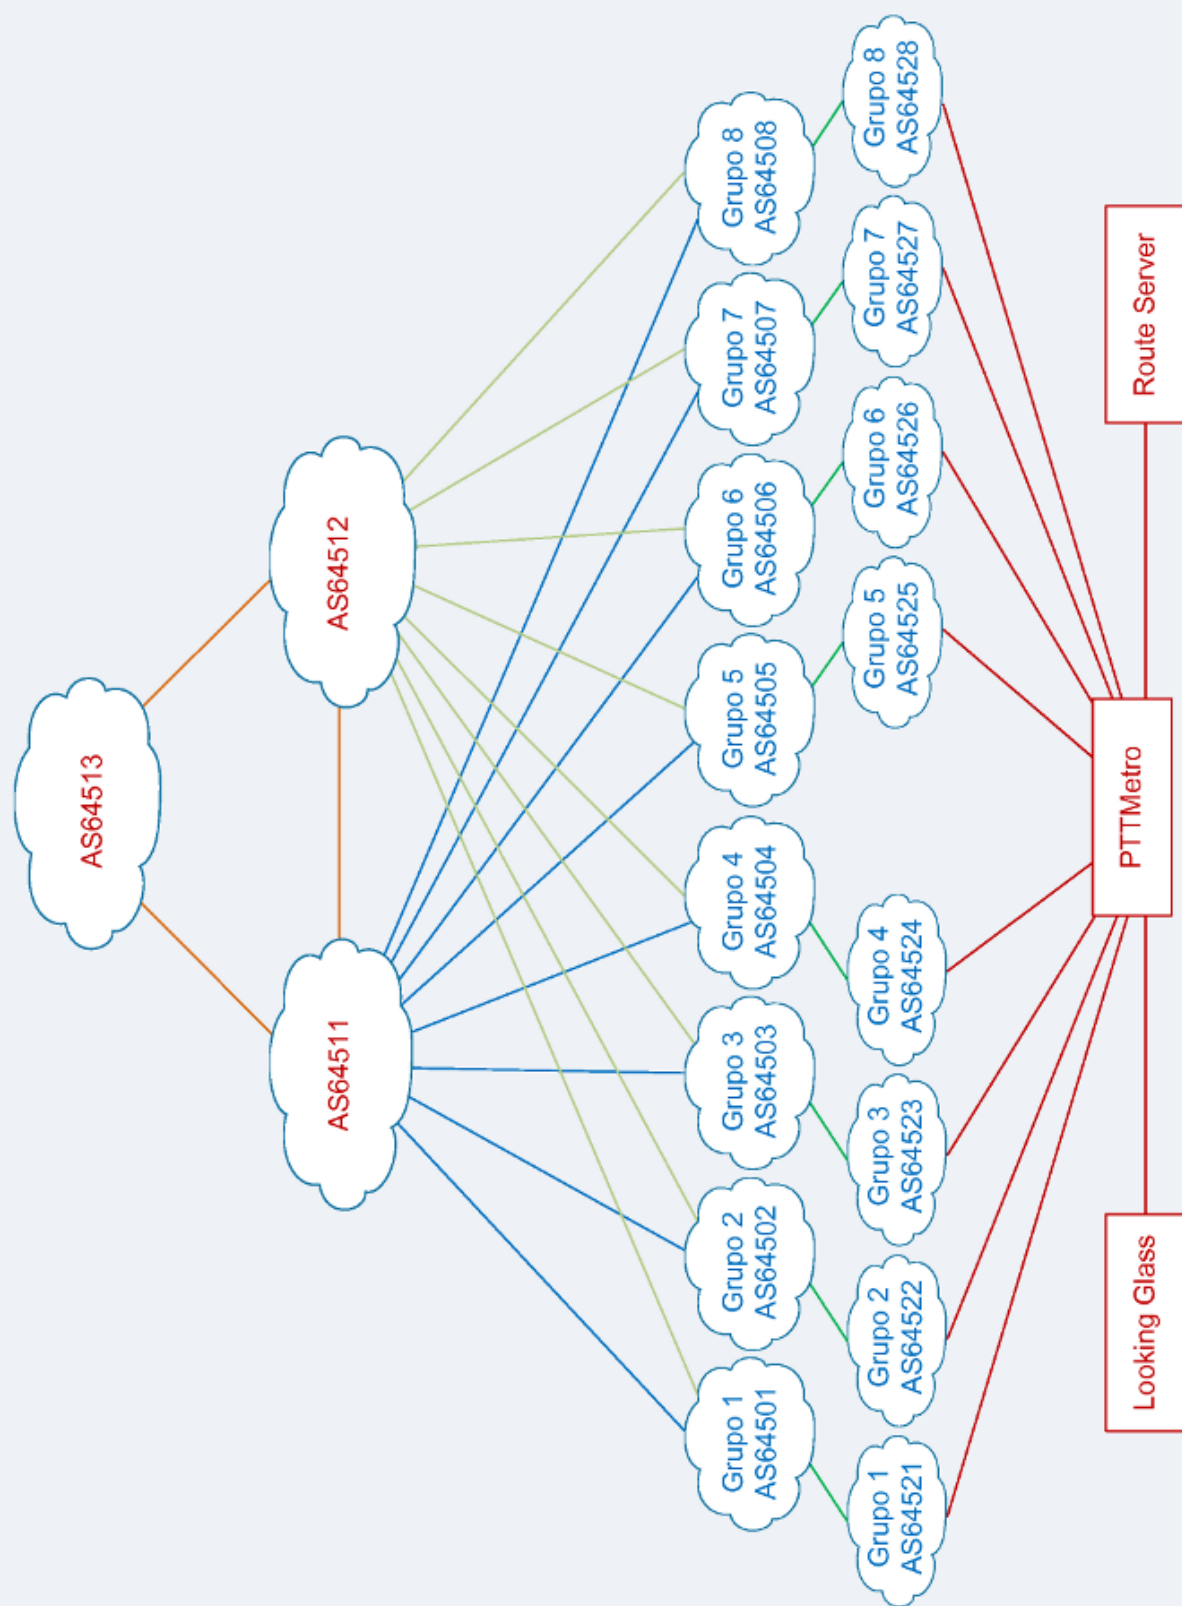 AS64513
AS64511
AS64512
Grupo 1
AS64501
Grupo 2
AS64502
Grupo 3
AS64503
Grupo 4
AS64504
Grupo 5
AS64505
Grupo 6
AS64506
Grupo 7
AS64507
Grupo 8
AS64508
Grupo 1
AS64521
Grupo 2
AS64522
Grupo 3
AS64523
Grupo 4
AS64524
Grupo 5
AS64525
Grupo 6
AS64526
Grupo 7
AS64527
Grupo 8
AS64528
PTTMetro
Looking Glass
Route Server